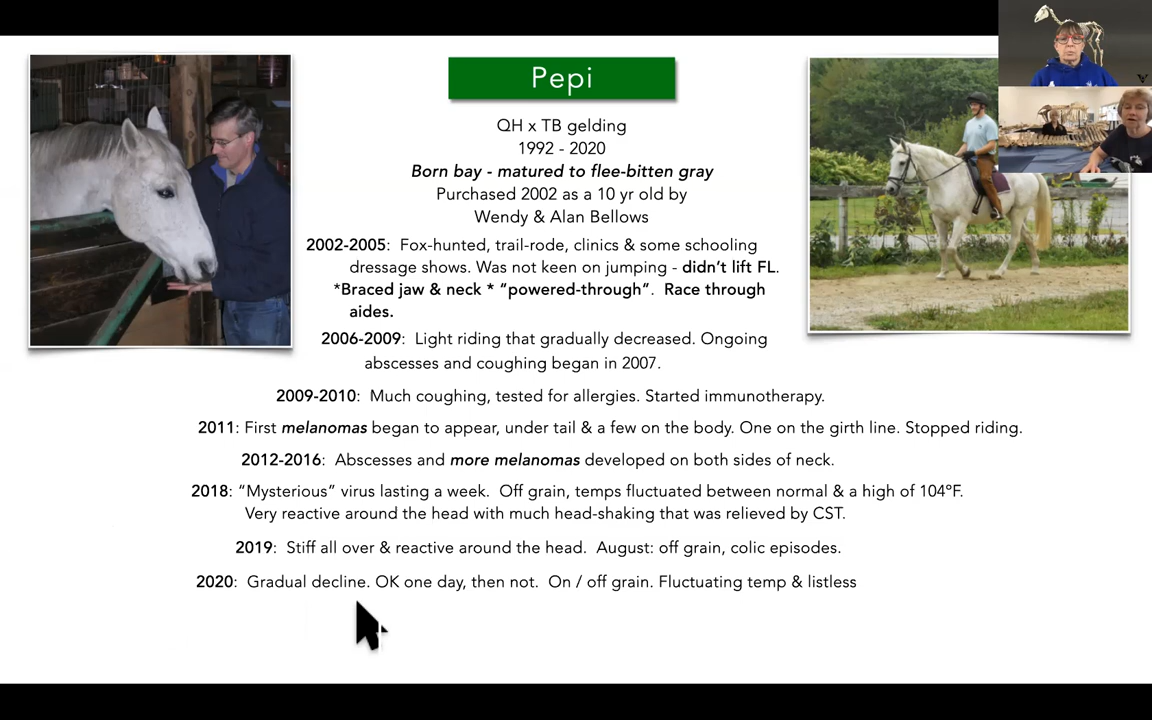 Pepi
QH x TB gelding
1992 - 2020
Born bay - matured to flee-bitten gray
Purchased 2002 as a 10 yr old by
Wendy & Alan Bellows
2002-2005: Fox-hunted, trail-rode, clinics & some schooling
dressage shows. Was not keen on jumping - didn't lift FL.
*Braced jaw & neck * "powered-through". Race through
aides.
2006-2009: Light riding that gradually decreased. Ongoing
abscesses and coughing began in 2007.
2009-2010: Much coughing, tested for allergies. Started immunotherapy.
2011: First melanomas began to appear, under tail & a few on the body. One on the girth line. Stopped riding.
2012-2016: Abscesses and more melanomas developed on both sides of neck.
2018: "Mysterious" virus lasting a week. Off grain, temps fluctuated between normal & a high of 104ºF.
Very reactive around the head with much head-shaking that was relieved by CST.
2019: Stiff all over & reactive around the head. August: off grain, colic episodes.
2020: Gradual decline. OK one day, then not. On / off grain. Fluctuating temp & listless